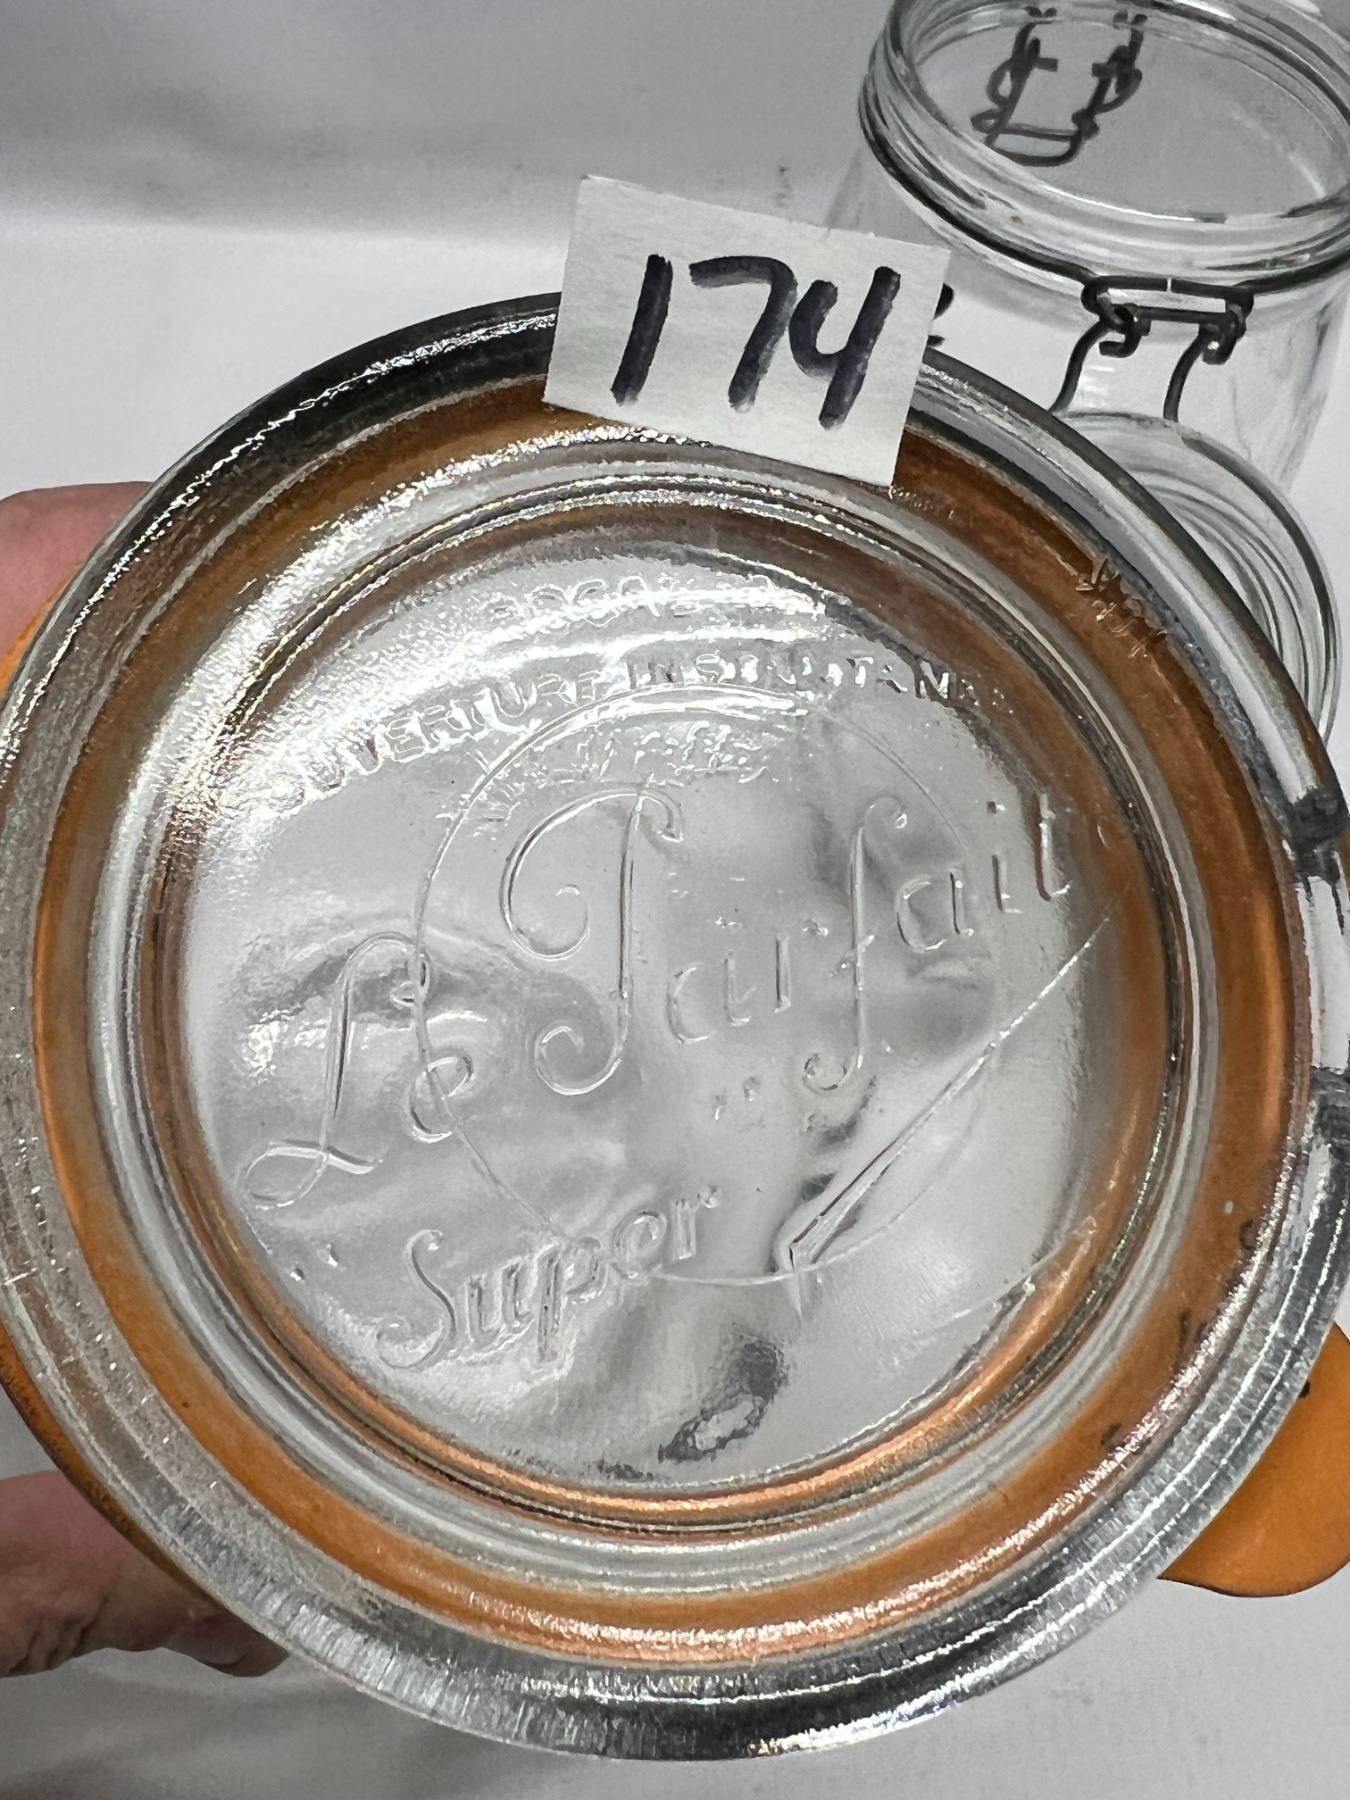 174
OUVERTURE INSTANTANÉE
Le Parfait
Super